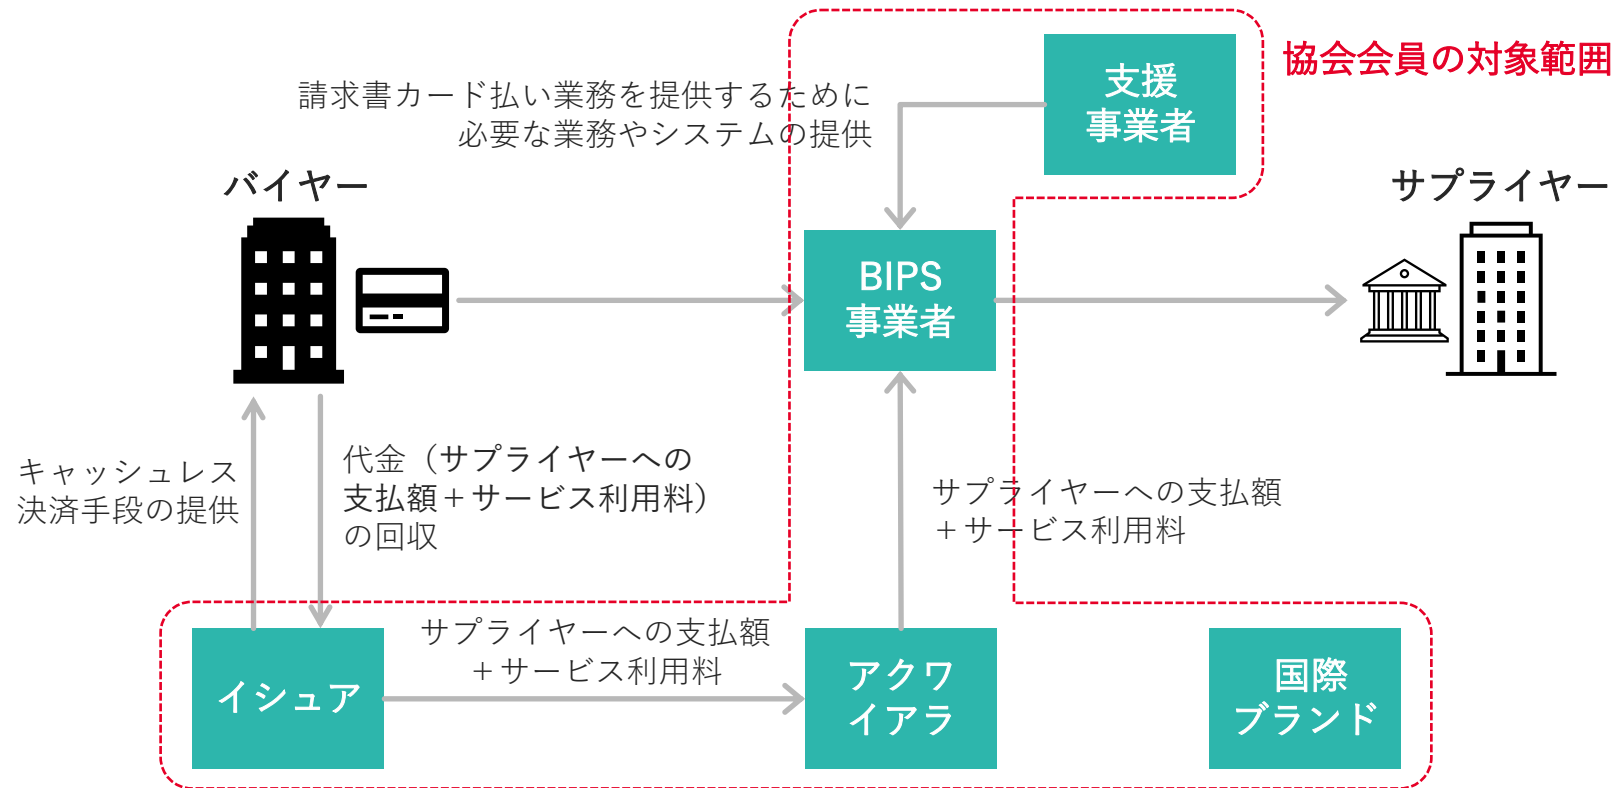 協会会員の対象範囲
支援
事業者
請求書カード払い業務を提供するために
必要な業務やシステムの提供
バイヤー
サプライヤー
BIPS
事業者
キャッシュレス
決済手段の提供
代金（サプライヤーへの
支払額＋サービス利用料）
の回収
サプライヤーへの支払額
＋サービス利用料
サプライヤーへの支払額
＋サービス利用料
イシュア
アクワ
イアラ
国際
ブランド